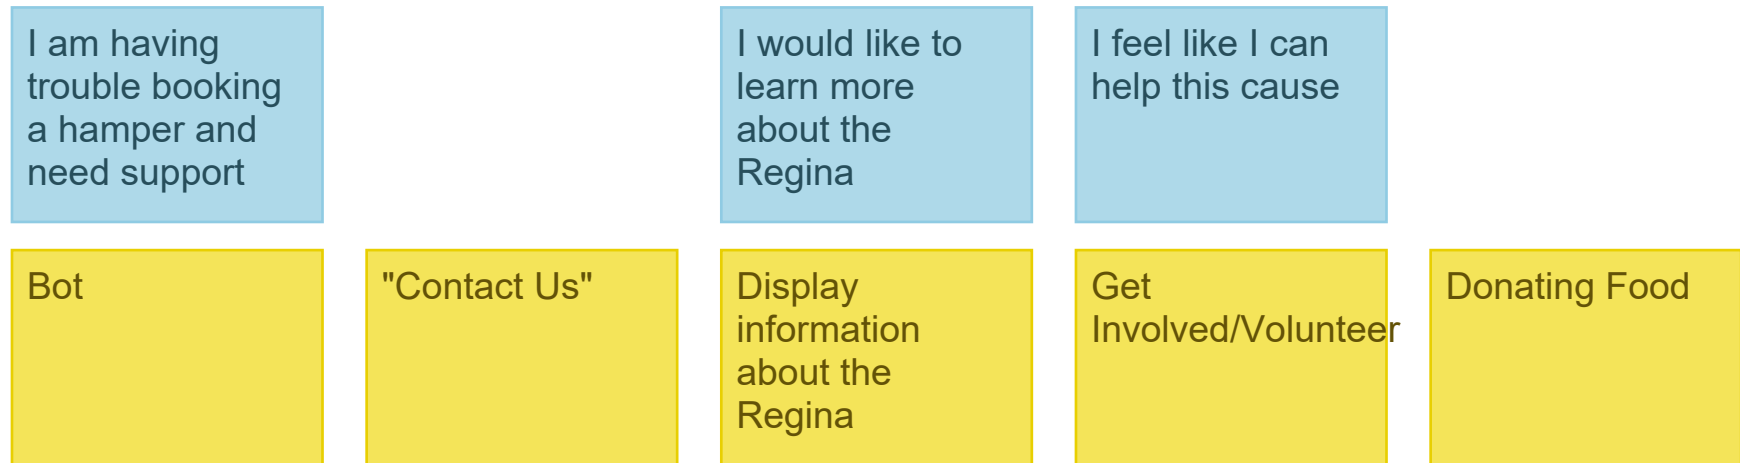 I am having
trouble booking
a hamper and
need support
I would like to
learn more
about the
Regina
I feel like I can
help this cause
Bot
"Contact Us"
Display
information
about the
Regina
Get
Involved/Volunteer
Donating Food